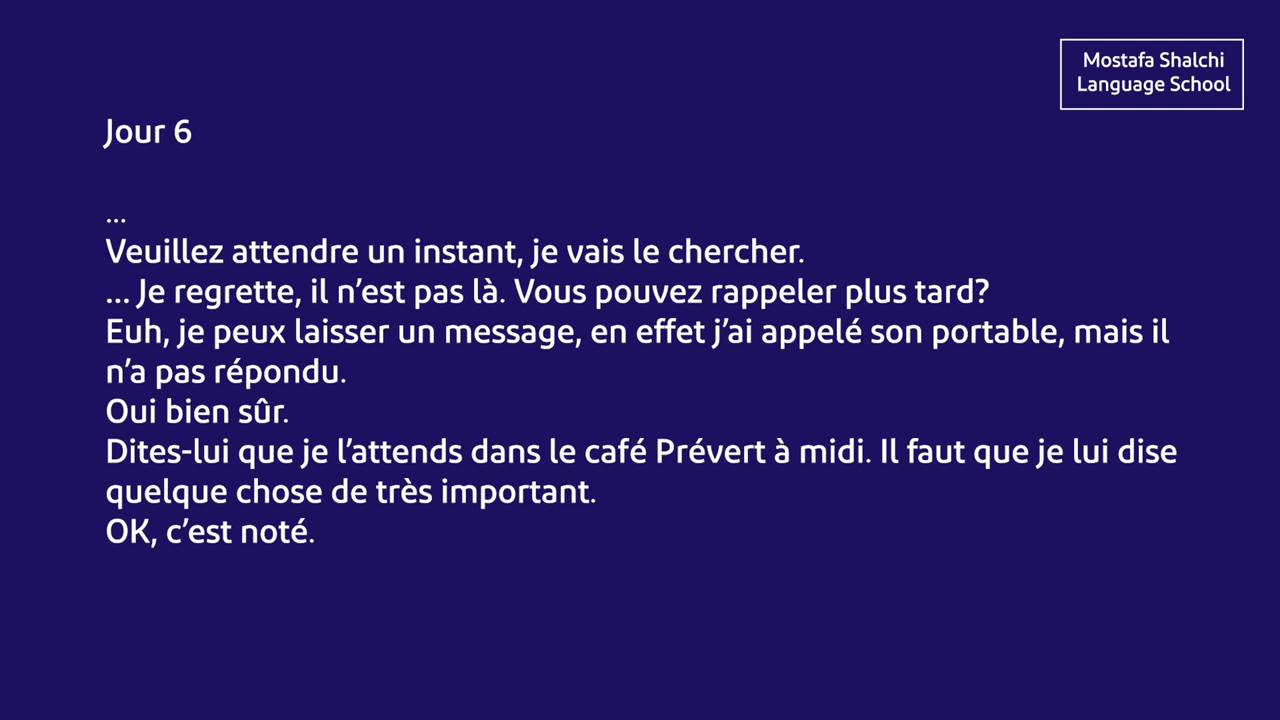 Mostafa Shalchi
Language School
Jour 6
...
Veuillez attendre un instant, je vais le chercher.
... Je regrette, il n’est pas là. Vous pouvez rappeler plus tard?
Euh, je peux laisser un message, en effet j’ai appelé son portable, mais il
n’a pas répondu.
Oui bien sûr.
Dites-lui que je l’attends dans le café Prévert à midi. Il faut que je lui dise
quelque chose de très important.
OK, c’est noté.